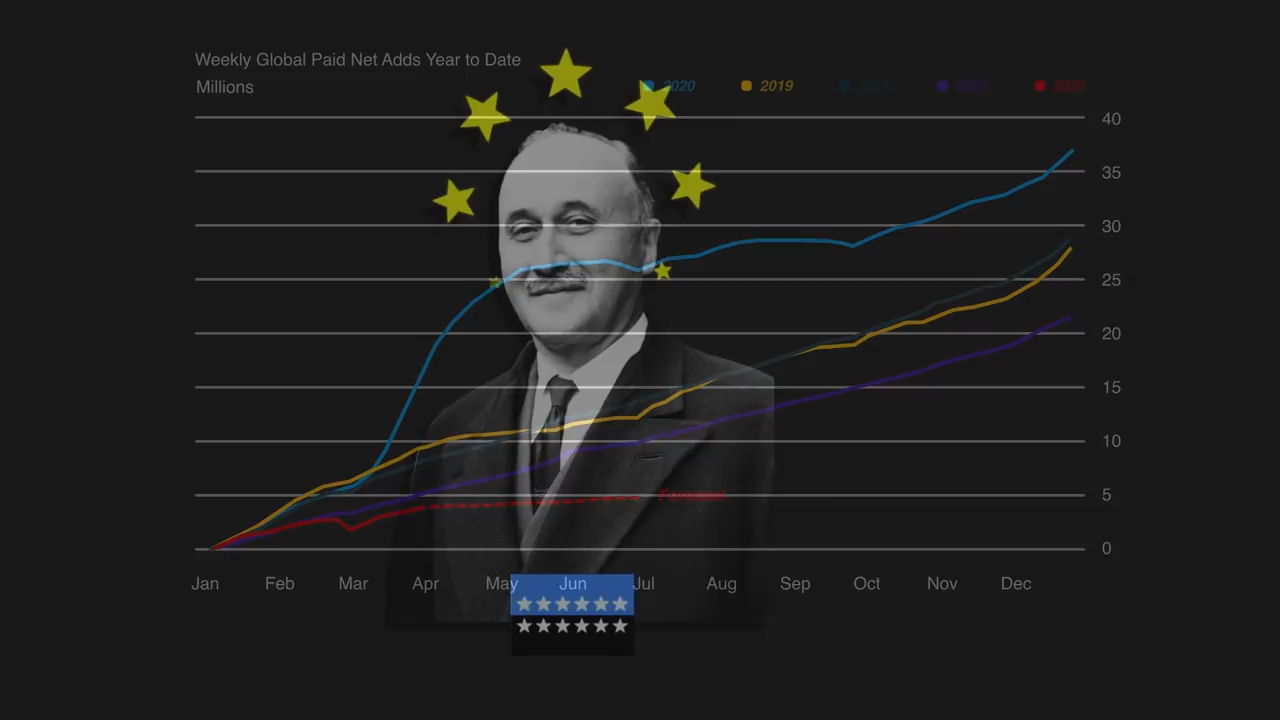 Weekly Global Paid Net Adds Year to Date
Millions
2020 2019
40
35
30
25
20
15
10
5
Forecast
0
Jan Feb Mar Apr May Jun Jul Aug Sep Oct Nov Dec